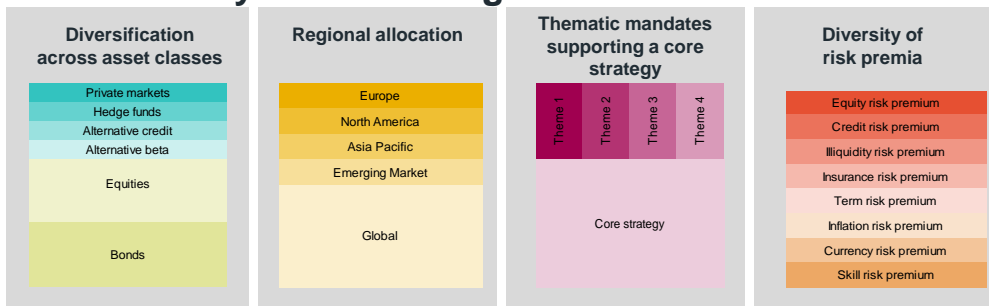 Diversification
across asset classes
Private markets
Hedge funds
Alternative credit
Alternative beta
Equities
Bonds
Regional allocation
Europe
North America
Asia Pacific
Emerging Market
Global
Thematic mandates
supporting a core
strategy
Theme 1
Theme 2
Theme 3
Theme 4
Core strategy
Diversity of
risk premia
Equity risk premium
Credit risk premium
Illiquidity risk premium
Insurance risk premium
Term risk premium
Inflation risk premium
Currency risk premium
Skill risk premium